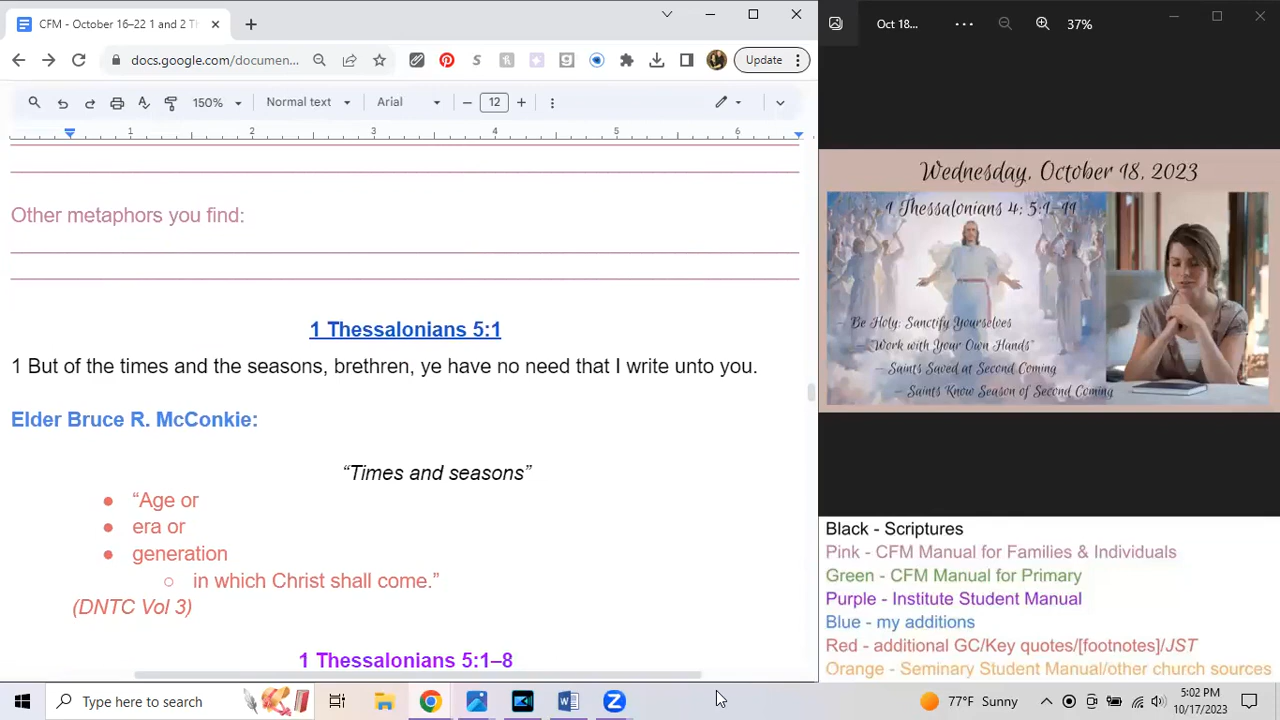 CFM - October 16–22 1 and 2 Th
docs.google.com/documen...
Update
150%
Normal text
Arial
12
1
2
3
4
5
6
Other metaphors you find:
1 Thessalonians 5:1
1 But of the times and the seasons, brethren, ye have no need that I write unto you.
Elder Bruce R. McConkie:
“Times and seasons”
● “Age or
● era or
● generation
○ in which Christ shall come.”
(DNTC Vol 3)
1 Thessalonians 5:1–8
Oct 18...
37%
Wednesday, October 18, 2023
1 Thessalonians 4; 5:1-11
- Be Holy; Sanctify Yourselves
- "Work with Your Own Hands"
- Saints Saved at Second Coming
- Saints Know Season of Second Coming
Black - Scriptures
Pink - CFM Manual for Families & Individuals
Green - CFM Manual for Primary
Purple - Institute Student Manual
Blue - my additions
Red - additional GC/Key quotes/[footnotes]/JST
Orange - Seminary Student Manual/other church sources
Type here to search
77°F Sunny
5:02 PM
10/17/2023